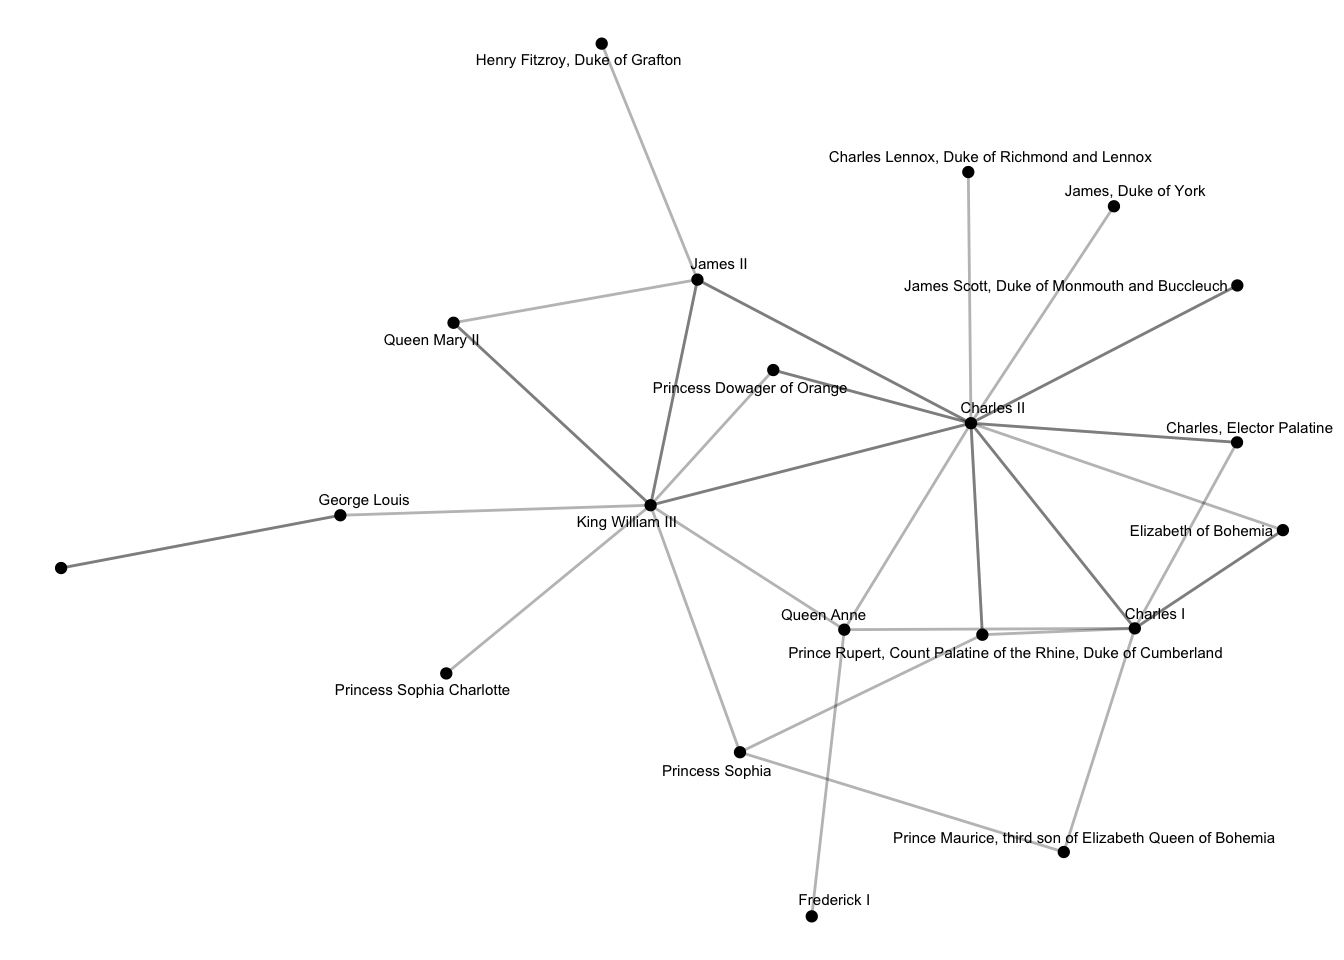 Henry Fitzroy, Duke of Grafton
Charles Lennox, Duke of Richmond and Lennox
James, Duke of York
James II
James Scott, Duke of Monmouth and Buccleuch
Queen Mary II
Princess Dowager of Orange
Charles II
Charles, Elector Palatine
George Louis
King William III
Elizabeth of Bohemia
Queen Anne
Charles I
Prince Rupert, Count Palatine of the Rhine, Duke of Cumberland
Princess Sophia Charlotte
Princess Sophia
Prince Maurice, third son of Elizabeth Queen of Bohemia
Frederick I